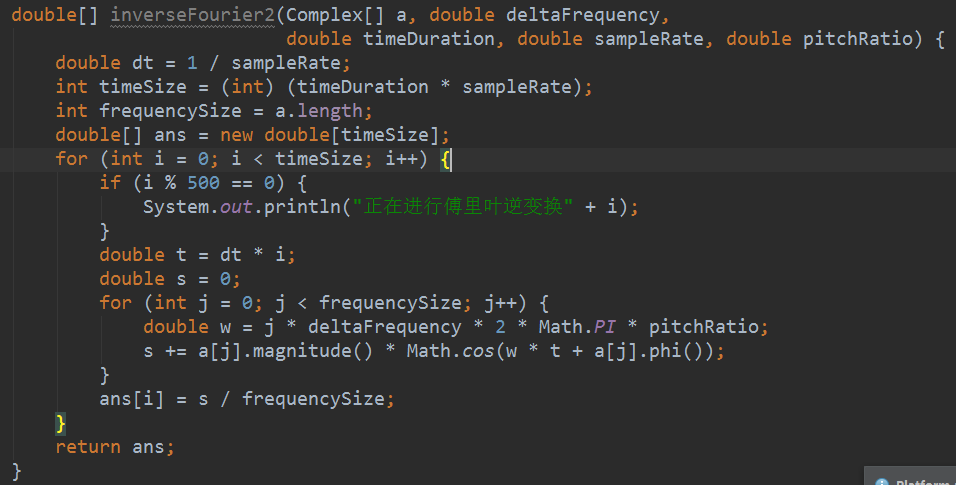 double[] inverseFourier2(Complex[] a, double deltaFrequency,
double timeDuration, double sampleRate, double pitchRatio) {
double dt = 1 / sampleRate;
int timeSize = (int) (timeDuration * sampleRate);
int frequencySize = a.length;
double[] ans = new double[timeSize];
for (int i = 0; i < timeSize; i++) {
if (i % 500 == 0) {
System.out.println("正在进行傅里叶逆变换" + i);
}
double t = dt * i;
double s = 0;
for (int j = 0; j < frequencySize; j++) {
double w = j * deltaFrequency * 2 * Math.PI * pitchRatio;
s += a[j].magnitude() * Math.cos(w * t + a[j].phi());
}
ans[i] = s / frequencySize;
}
return ans;
}
Platform